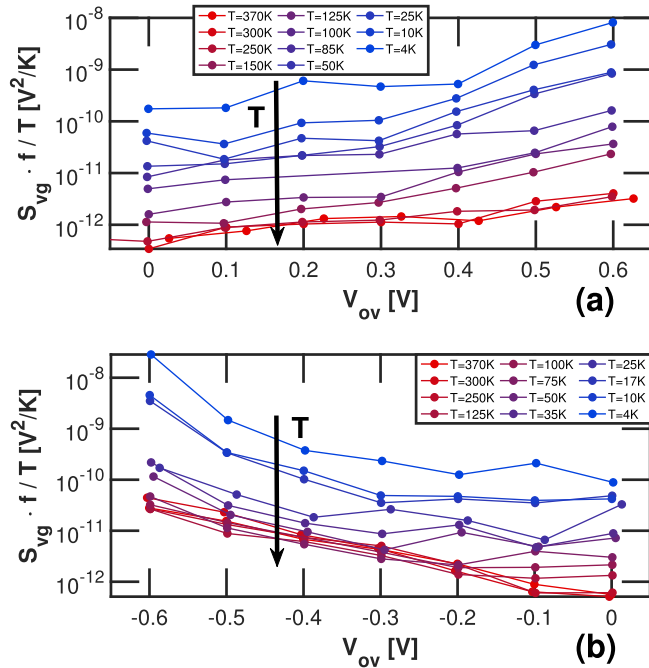 (a)
T=370K T=125K T=25K
T=300K T=100K T=10K
T=250K T=85K T=4K
T=150K T=50K
10⁻⁸
10⁻⁹
10⁻¹⁰
10⁻¹¹
10⁻¹²
S_vg · f / T [V²/K]
T
0 0.1 0.2 0.3 0.4 0.5 0.6
V_ov [V]
(a)
T=370K T=100K T=25K
T=300K T=75K T=17K
T=250K T=50K T=10K
T=125K T=35K T=4K
10⁻⁸
10⁻⁹
10⁻¹⁰
10⁻¹¹
10⁻¹²
S_vg · f / T [V²/K]
T
-0.6 -0.5 -0.4 -0.3 -0.2 -0.1 0
V_ov [V]
(b)